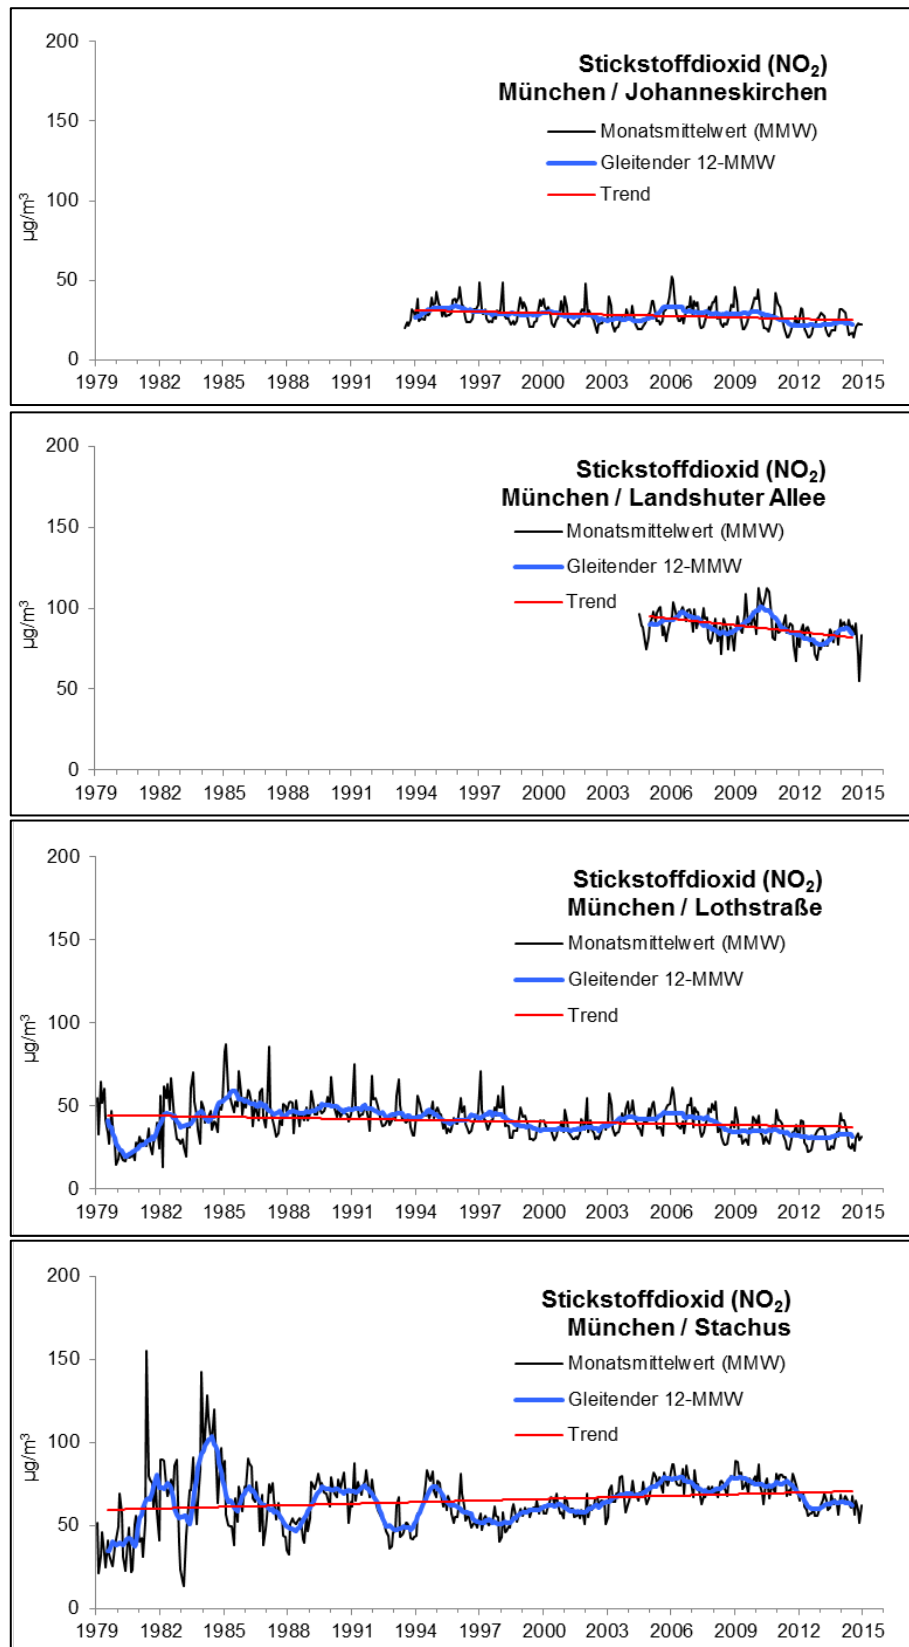 200
150
100
50
0
µg/m³
Stickstoffdioxid (NO₂)
München / Johanneskirchen
Monatsmittelwert (MMW)
Gleitender 12-MMW
Trend
1979 1982 1985 1988 1991 1994 1997 2000 2003 2006 2009 2012 2015
200
150
100
50
0
µg/m³
Stickstoffdioxid (NO₂)
München / Landshuter Allee
Monatsmittelwert (MMW)
Gleitender 12-MMW
Trend
1979 1982 1985 1988 1991 1994 1997 2000 2003 2006 2009 2012 2015
200
150
100
50
0
µg/m³
Stickstoffdioxid (NO₂)
München / Lothstraße
Monatsmittelwert (MMW)
Gleitender 12-MMW
Trend
1979 1982 1985 1988 1991 1994 1997 2000 2003 2006 2009 2012 2015
200
150
100
50
0
µg/m³
Stickstoffdioxid (NO₂)
München / Stachus
Monatsmittelwert (MMW)
Gleitender 12-MMW
Trend
1979 1982 1985 1988 1991 1994 1997 2000 2003 2006 2009 2012 2015